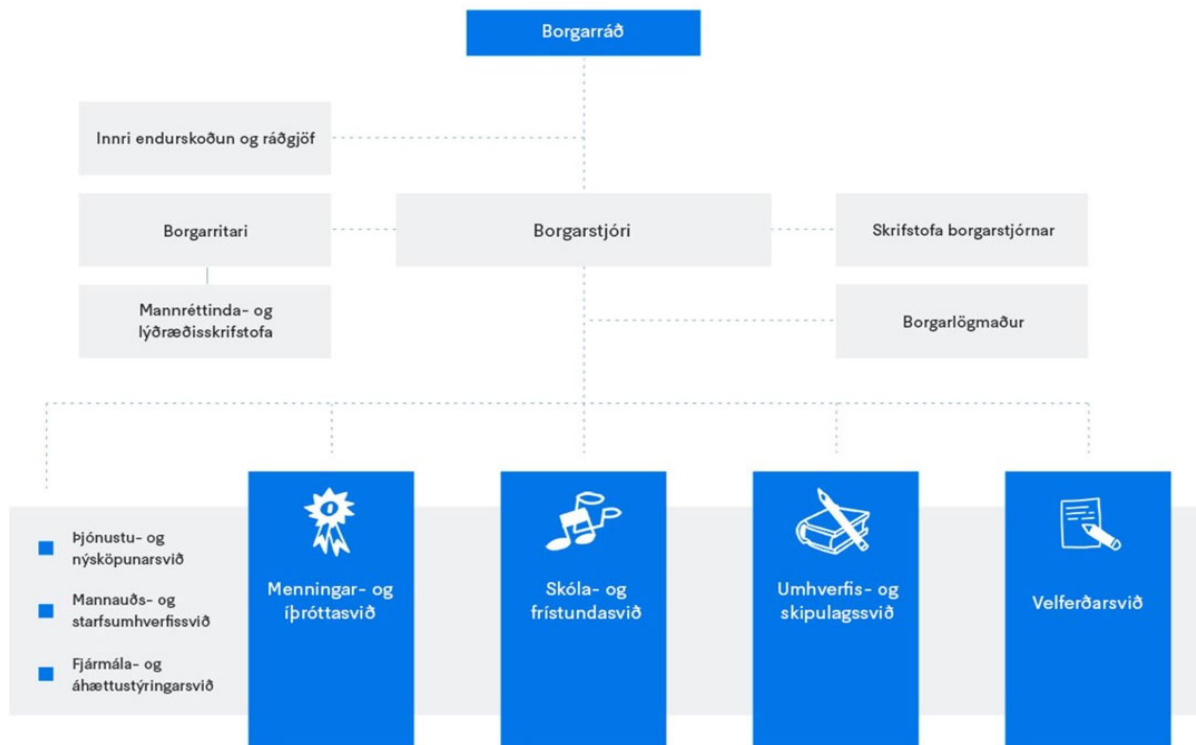 Borgarráð
Innri endurskoðun og ráðgjöf
Borgarritari
Borgarstjóri
Skrifstofa borgarstjórnar
Mannréttinda- og
lýðræðisskrifstofa
Borgarlögmaður
Þjónustu- og
nýsköpunarsvið
Mannauðs- og
starfsumhverfissvið
Fjármála- og
áhættustýringarsvið
Menningar- og
íþróttasvið
Skóla- og
frístundasvið
Umhverfis- og
skipulagssvið
Velferðarsvið